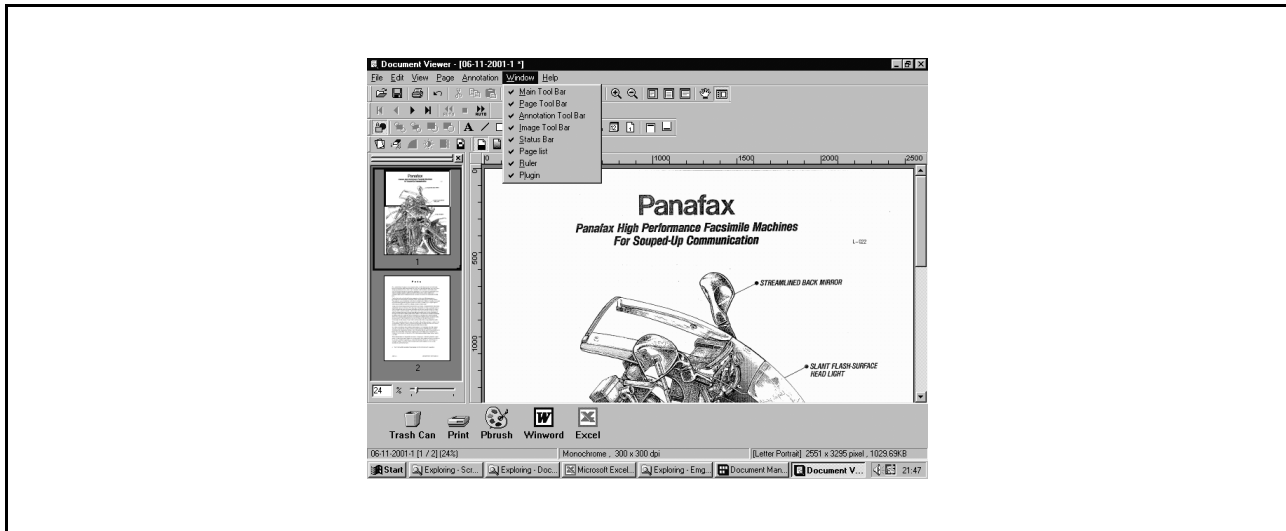 Document Viewer - [06-11-2001-1 *]
File Edit View Page Annotation Window Help
Main Tool Bar
Page Tool Bar
Annotation Tool Bar
Image Tool Bar
Status Bar
Page list
Ruler
Plugin
0 1000 1500 2000 2500
0
500
1000
Panafax
Panafax High Performance Facsimile Machines
For Souped-Up Communication
L-122
STREAMLINED BACK MIRROR
SLANT FLASH-SURFACE
HEAD LIGHT
Panafax
1
2
24 %
Trash Can Print Pbrush Winword Excel
06-11-2001-1 [1 / 2] (24%) Monochrome , 300 x 300 dpi [Letter Portrait] 2551 x 3295 pixel , 1029.69KB
Start Exploring - Scr... Exploring - Doc... Microsoft Excel... Exploring - Emg... Document Man... Document V... 21:47